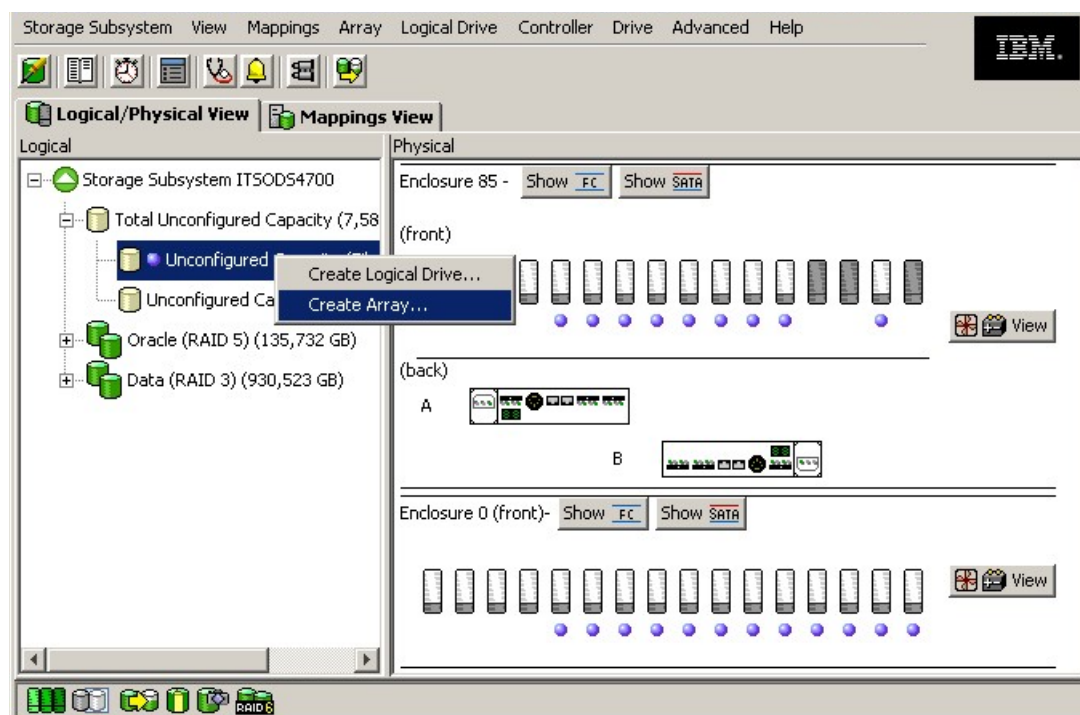 Storage Subsystem View Mappings Array Logical Drive Controller Drive Advanced Help
IBM.
Logical/Physical View Mappings View
Logical
Storage Subsystem ITSODS4700
Total Unconfigured Capacity (7,58
Unconfigured
Unconfigured Ca
Oracle (RAID 5) (135,732 GB)
Data (RAID 3) (930,523 GB)
Create Logical Drive...
Create Array...
Physical
Enclosure 85 - Show FC Show SATA
(front)
View
(back)
A
B
Enclosure 0 (front)- Show FC Show SATA
View
RAID 6